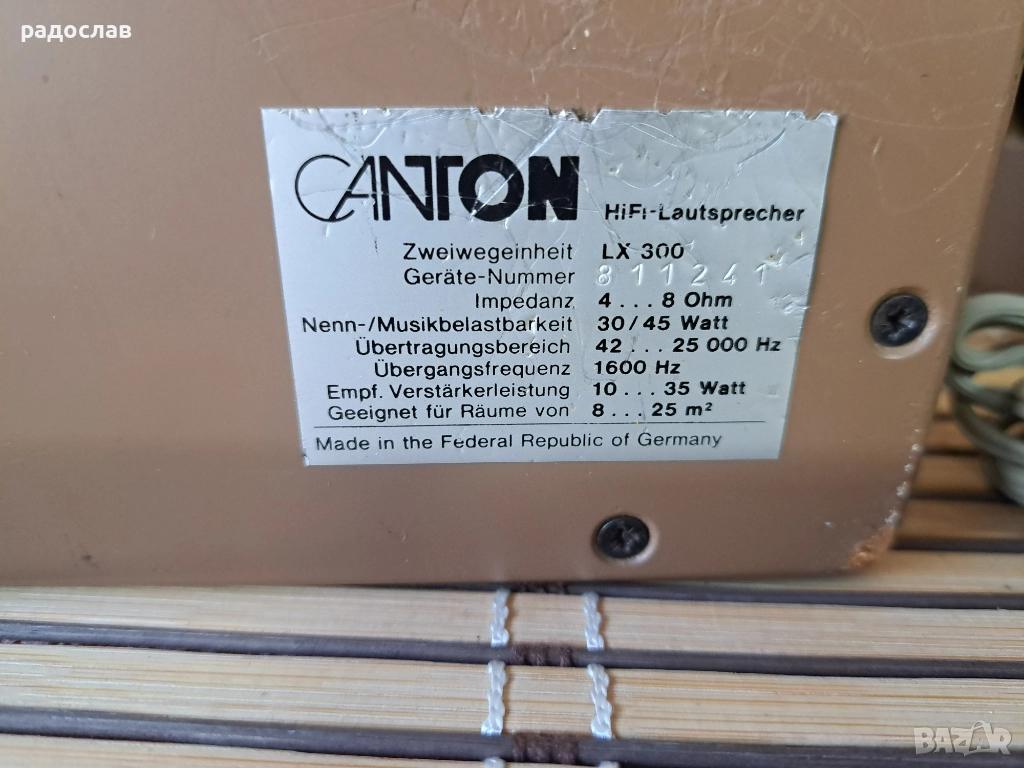 радослав
CANTON HiFi-Lautsprecher
Zweiwegeinheit LX 300
Geräte-Nummer 811241
Impedanz 4...8 Ohm
Nenn-/Musikbelastbarkeit 30/45 Watt
Übertragungsbereich 42...25 000 Hz
Übergangsfrequenz 1600 Hz
Empf. Verstärkerleistung 10...35 Watt
Geeignet für Räume von 8...25 m²
Made in the Federal Republic of Germany
BAZAR